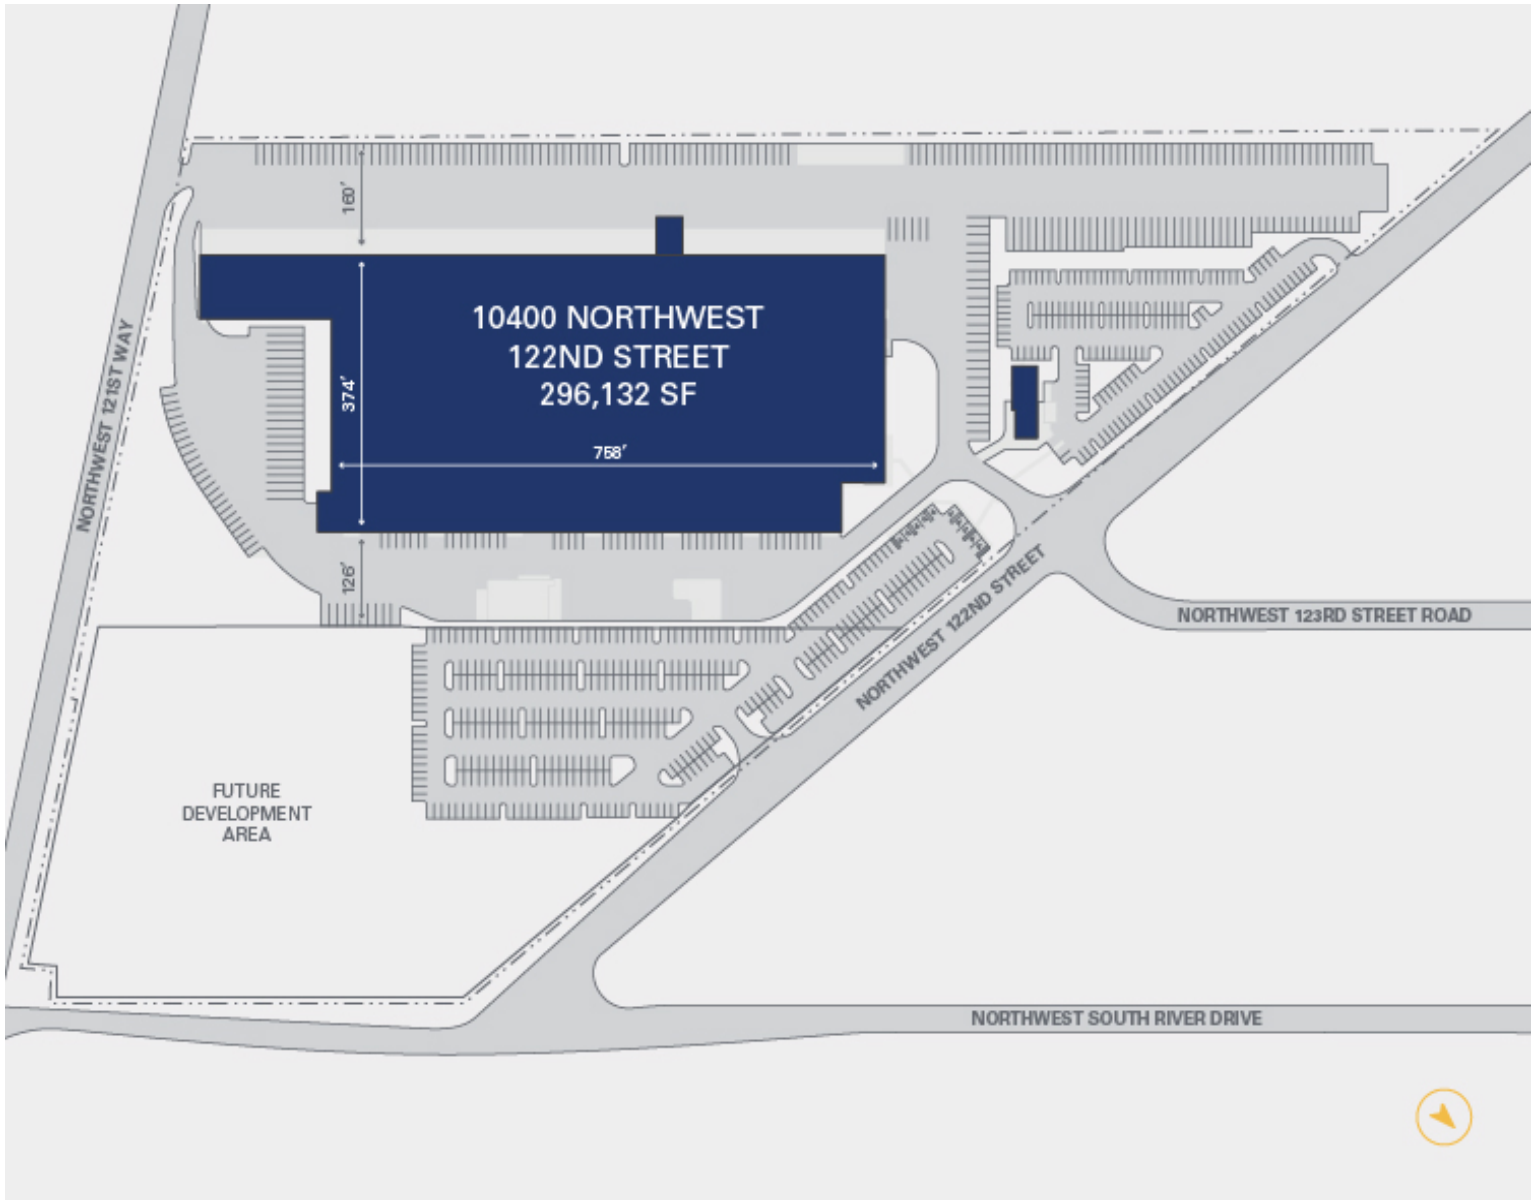 160′
10400 NORTHWEST
122ND STREET
296,132 SF
374′
758′
NORTHWEST 121ST WAY
126′
NORTHWEST 122ND STREET
NORTHWEST 123RD STREET ROAD
FUTURE
DEVELOPMENT
AREA
NORTHWEST SOUTH RIVER DRIVE